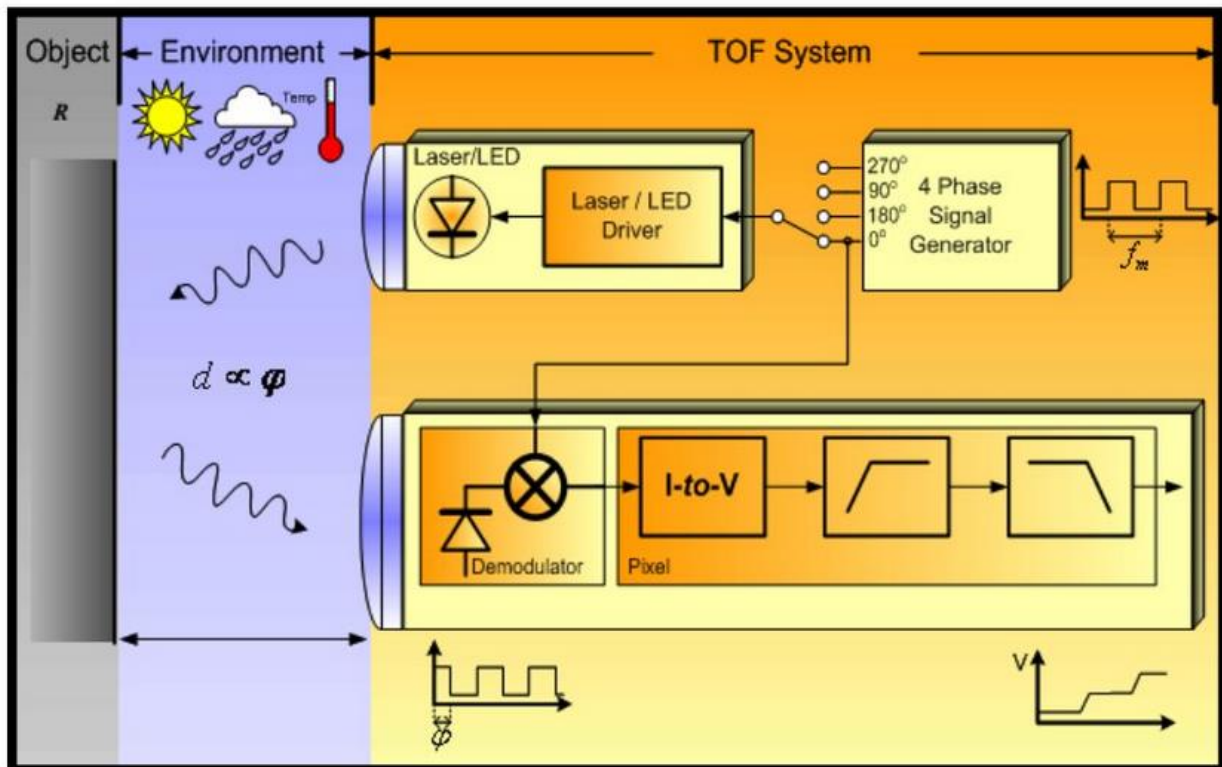 Object
Environment
TOF System
R
Temp
Laser/LED
Laser / LED
Driver
270°
90°
180°
0°
4 Phase
Signal
Generator
fm
d ∝ φ
I-to-V
Demodulator
Pixel
φ
V